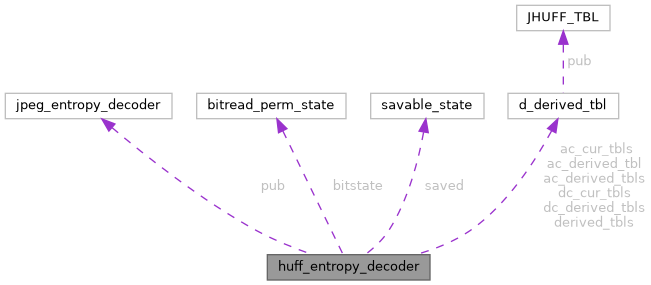 JHUFF_TBL
pub
jpeg_entropy_decoder
bitread_perm_state
savable_state
d_derived_tbl
ac_cur_tbls
ac_derived_tbl
ac_derived_tbls
dc_cur_tbls
dc_derived_tbls
derived_tbls
pub
bitstate
saved
huff_entropy_decoder